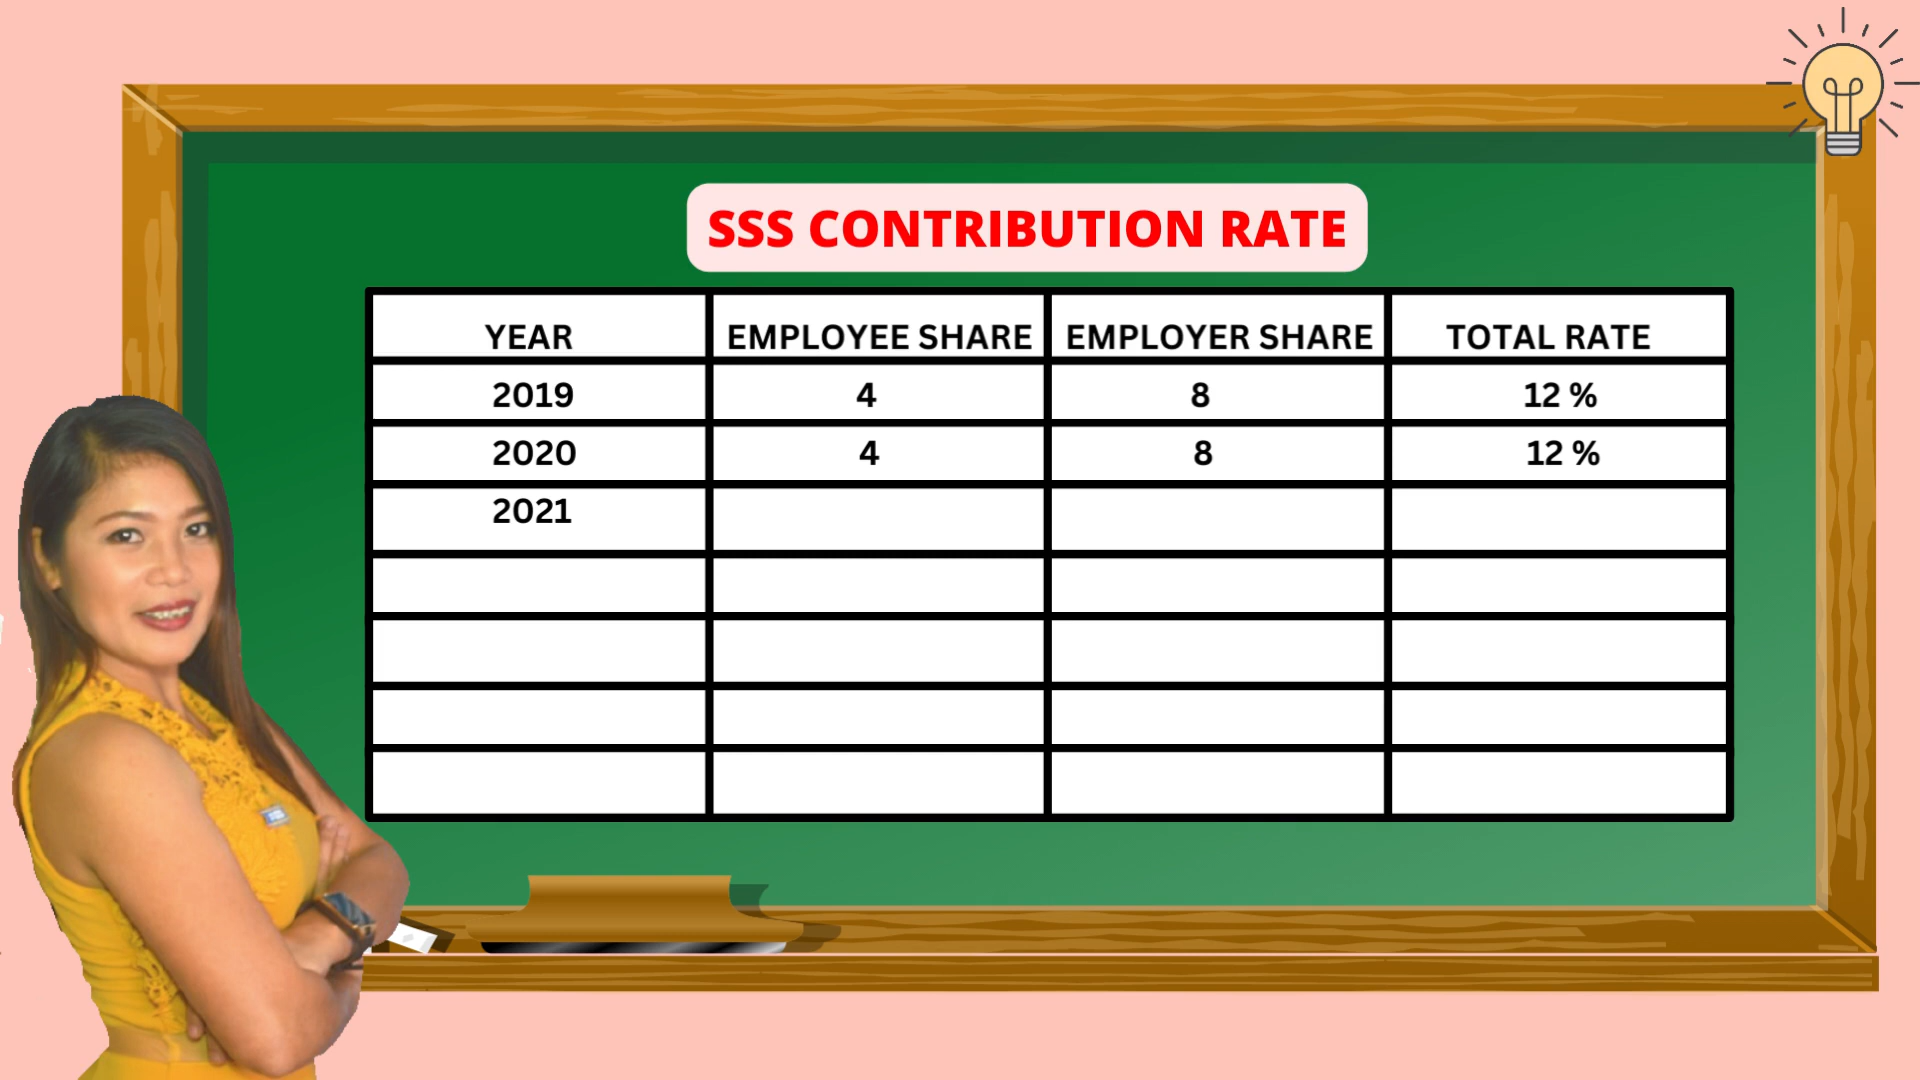 SSS CONTRIBUTION RATE
YEAR EMPLOYEE SHARE EMPLOYER SHARE TOTAL RATE
2019 4 8 12 %
2020 4 8 12 %
2021